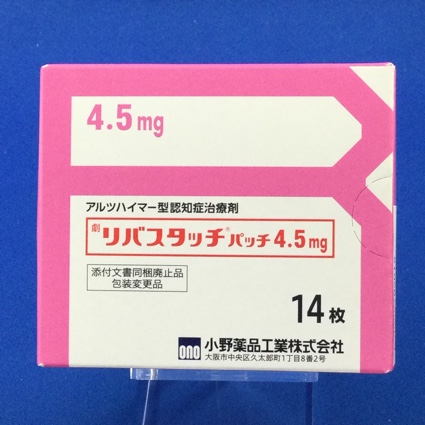 4.5mg
アルツハイマー型認知症治療剤
劇 リバスタッチ®パッチ4.5mg
添付文書同梱廃止品
包装変更品
14枚
ono 小野薬品工業株式会社
大阪市中央区久太郎町1丁目8番2号